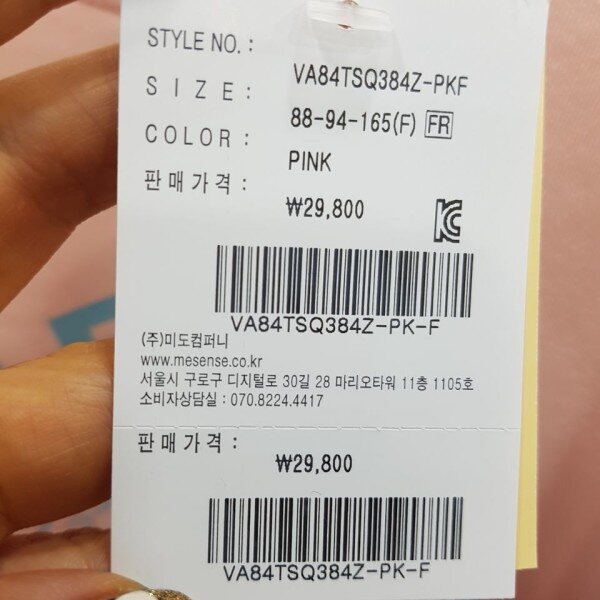 STYLE NO. :
VA84TSQ384Z-PKF
SIZE :
88-94-165(F) FR
COLOR :
PINK
판매가격 :
₩29,800
VA84TSQ384Z-PK-F
(주)미도컴퍼니
www.mesense.co.kr
서울시 구로구 디지털로 30길 28 마리오타워 11층 1105호
소비자상담실 : 070.8224.4417
판매가격 :
₩29,800
VA84TSQ384Z-PK-F